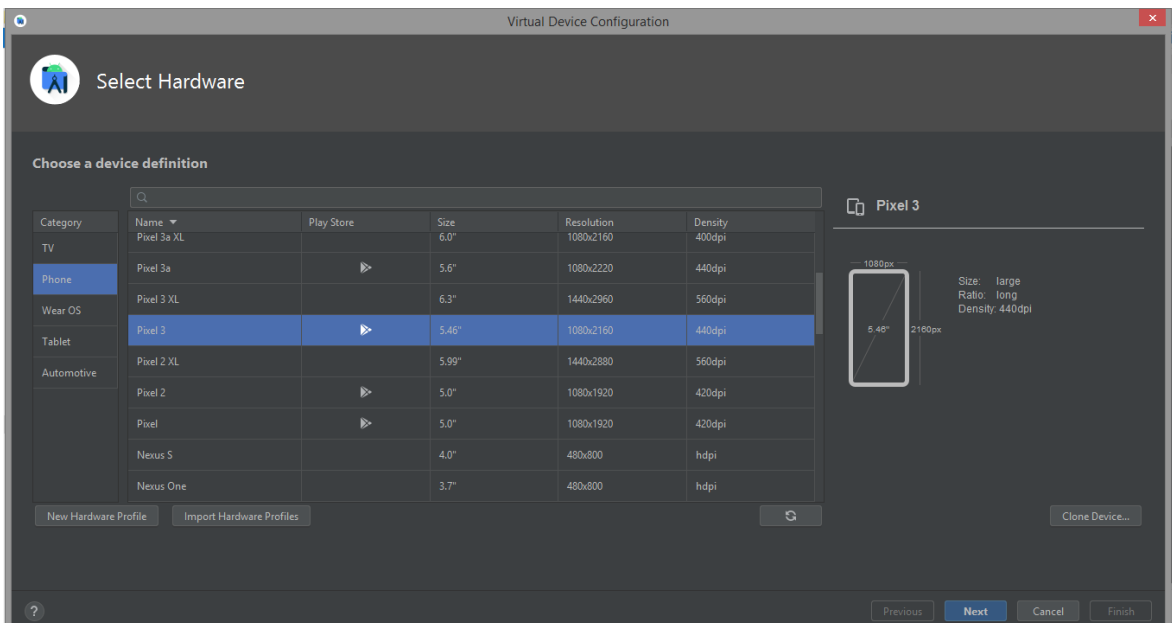 Virtual Device Configuration
Select Hardware
Choose a device definition
Category
TV
Phone
Wear OS
Tablet
Automotive
Name Play Store Size Resolution Density
Pixel 3a XL 6.0" 1080x2160 400dpi
Pixel 3a 5.6" 1080x2220 440dpi
Pixel 3 XL 6.3" 1440x2960 560dpi
Pixel 3 5.46" 1080x2160 440dpi
Pixel 2 XL 5.99" 1440x2880 560dpi
Pixel 2 5.0" 1080x1920 420dpi
Pixel 5.0" 1080x1920 420dpi
Nexus S 4.0" 480x800 hdpi
Nexus One 3.7" 480x800 hdpi
Pixel 3
1080px
5.46"
2160px
Size: large
Ratio: long
Density: 440dpi
New Hardware Profile Import Hardware Profiles Clone Device...
? Previous Next Cancel Finish